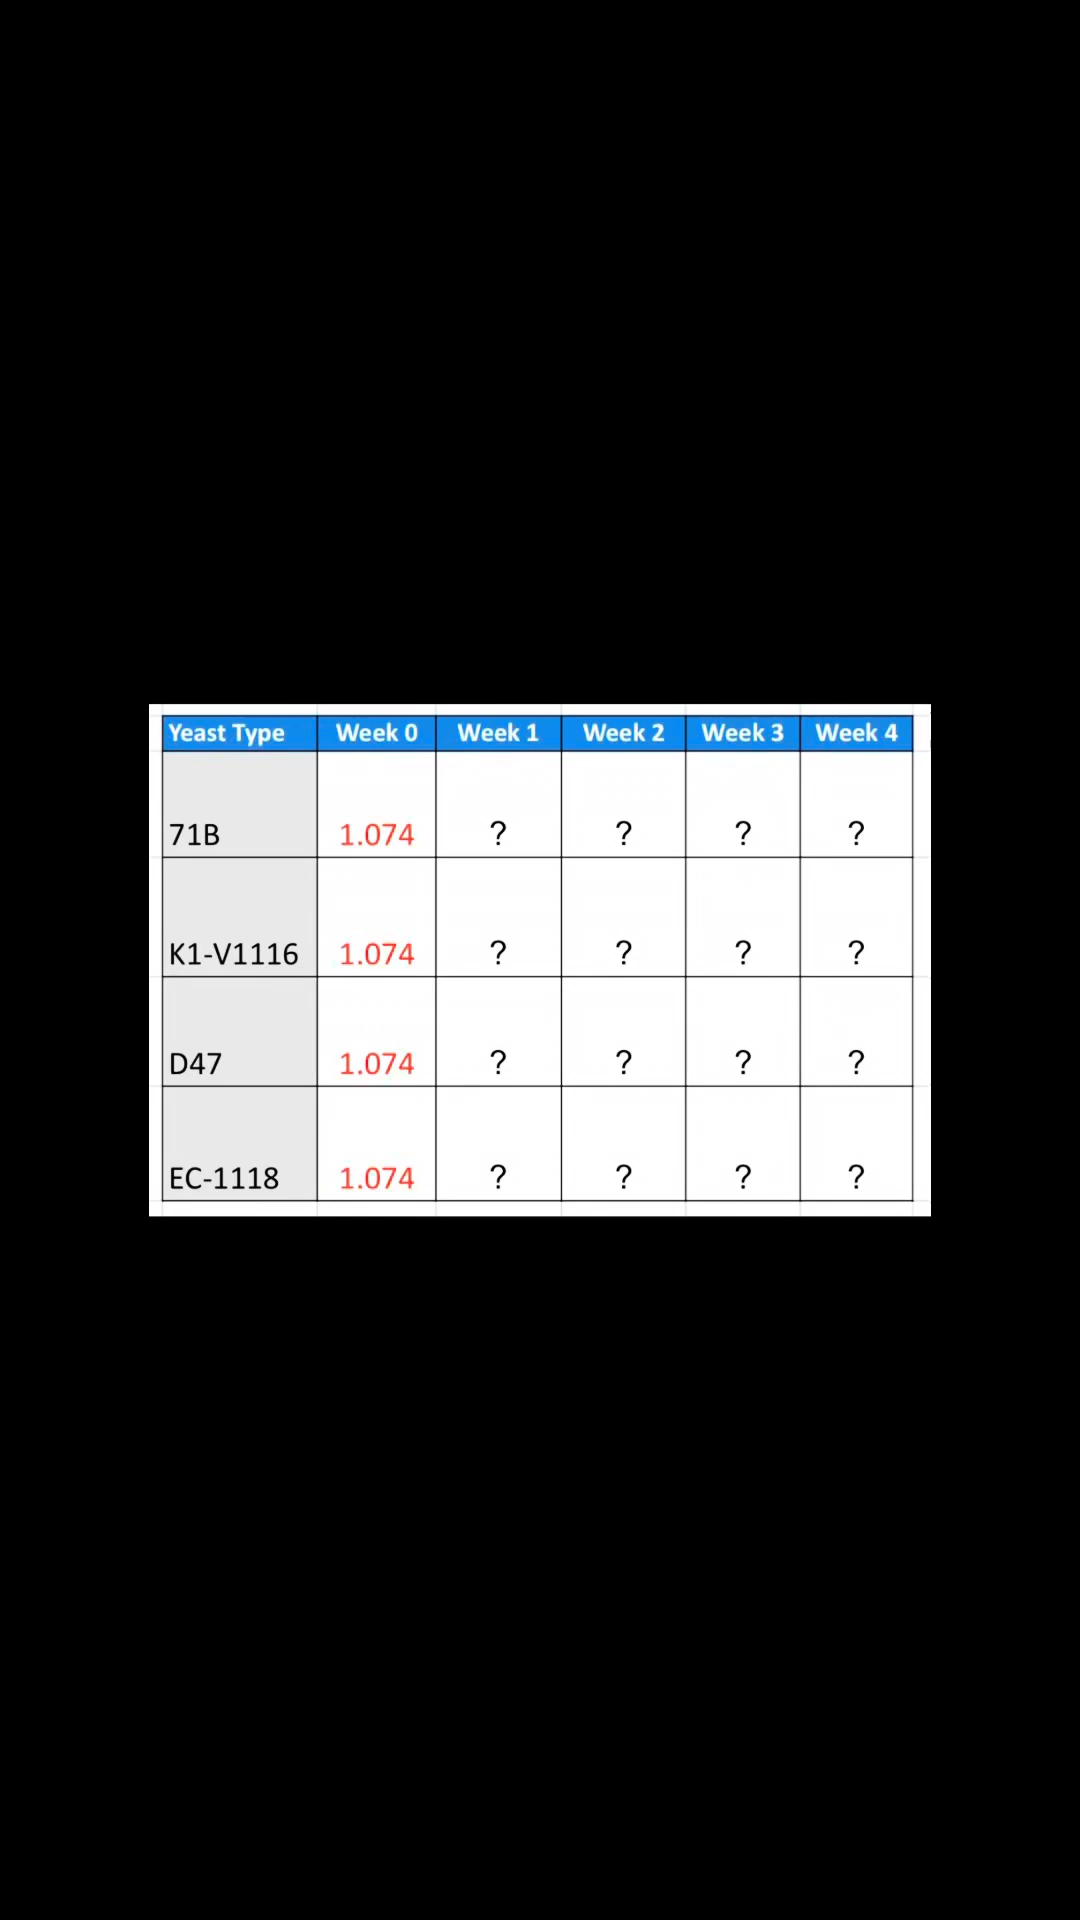 Yeast Type Week 0 Week 1 Week 2 Week 3 Week 4
71B 1.074 ? ? ? ?
K1-V1116 1.074 ? ? ? ?
D47 1.074 ? ? ? ?
EC-1118 1.074 ? ? ? ?